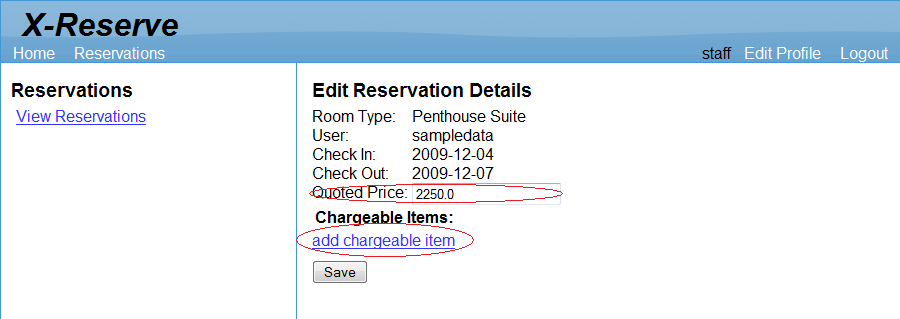 X-Reserve
Home Reservations staff Edit Profile Logout
Reservations
View Reservations
Edit Reservation Details
Room Type: Penthouse Suite
User: sampledata
Check In: 2009-12-04
Check Out: 2009-12-07
Quoted Price: 2250.0
Chargeable Items:
add chargeable item
Save